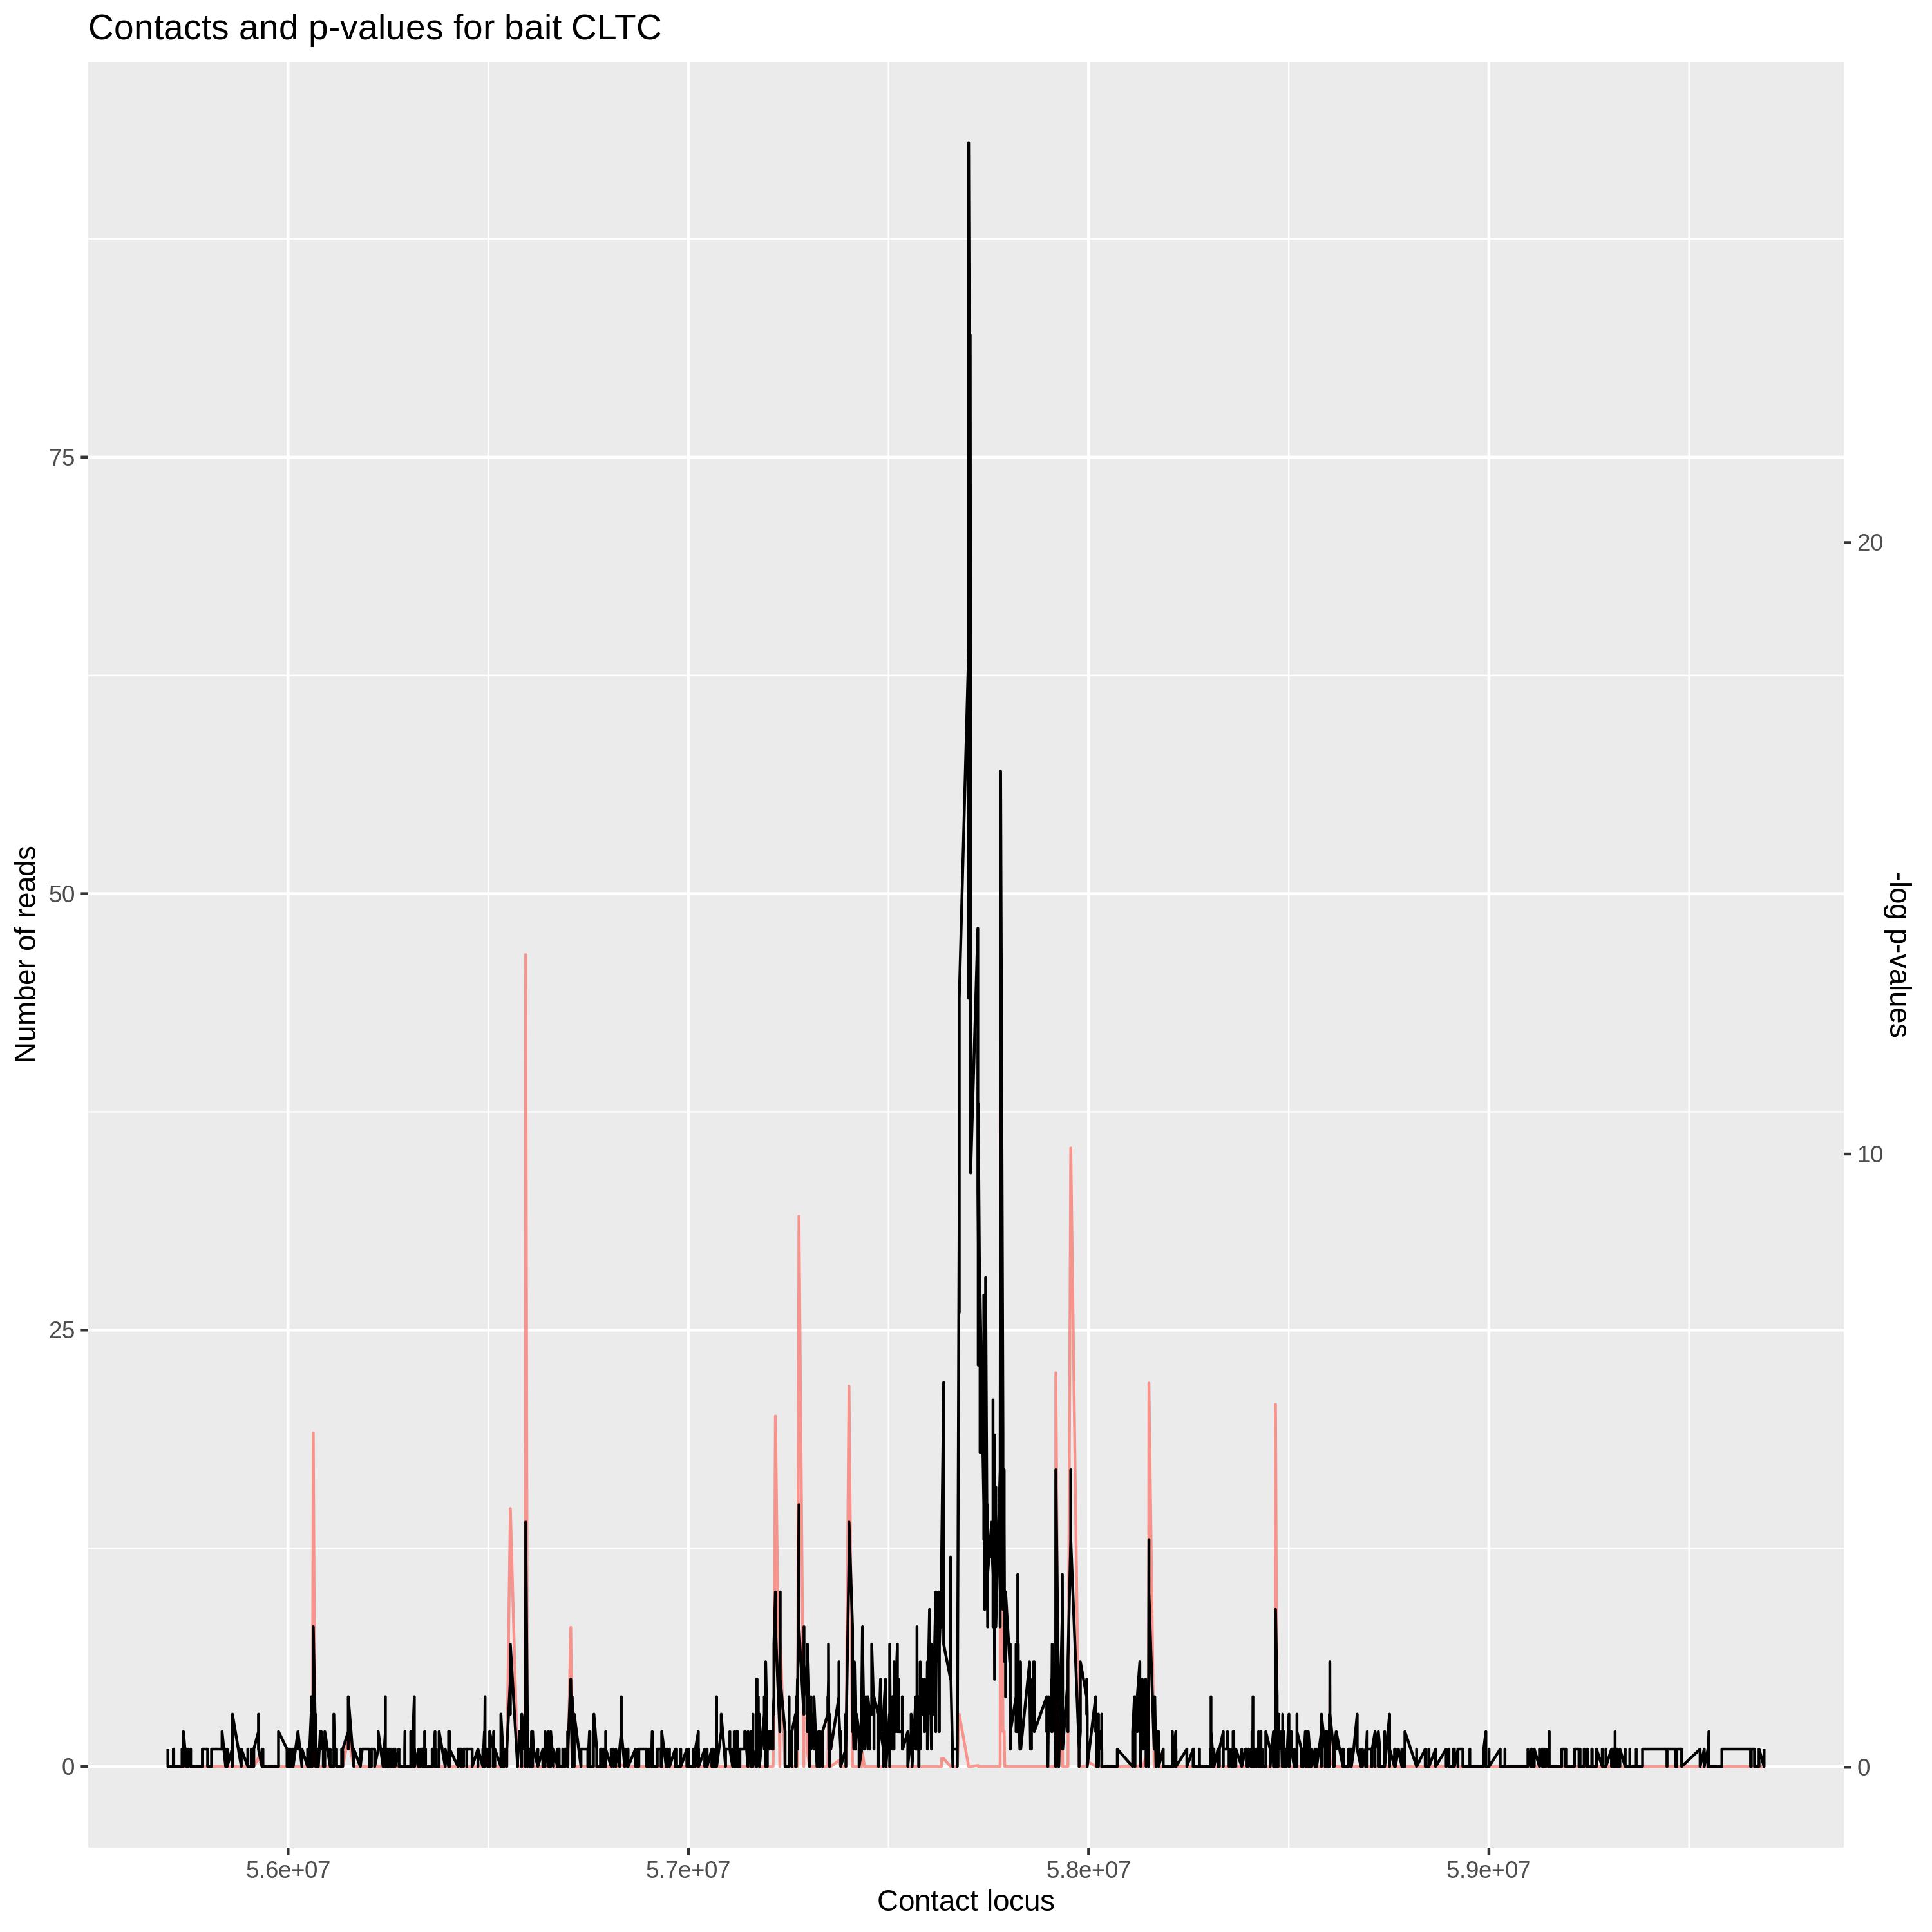 Contacts and p-values for bait CLTC
Number of reads
75
50
25
0
20
10
0
-log p-values
5.6e+07
5.7e+07
5.8e+07
5.9e+07
Contact locus